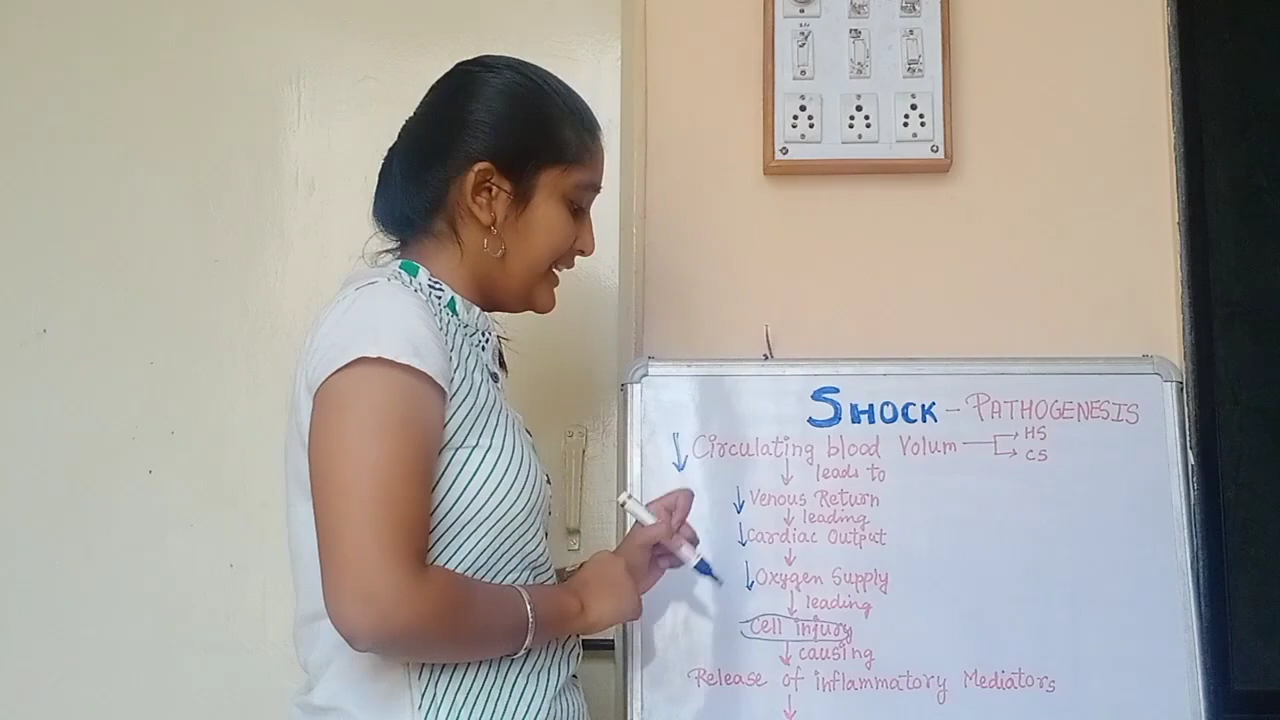 SHOCK - PATHOGENESIS
↓ Circulating blood Volum → HS
→ CS
↓ leads to
↓ Venous Return
↓ leading
↓ Cardiac Output
↓
↓ Oxygen Supply
↓ leading
Cell injury
↓ causing
Release of inflammatory Mediators
↓